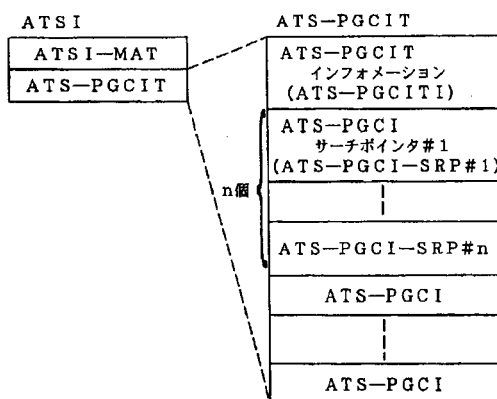 ATSI
ATSI—MAT
ATS—PGCIT
ATS—PGCIT
ATS—PGCIT
インフォメーション
(ATS—PGCITI)
ATS—PGCI
サーチポインタ#1
(ATS—PGCI—SRP#1)
n個
ATS—PGCI—SRP#n
ATS—PGCI
ATS—PGCI